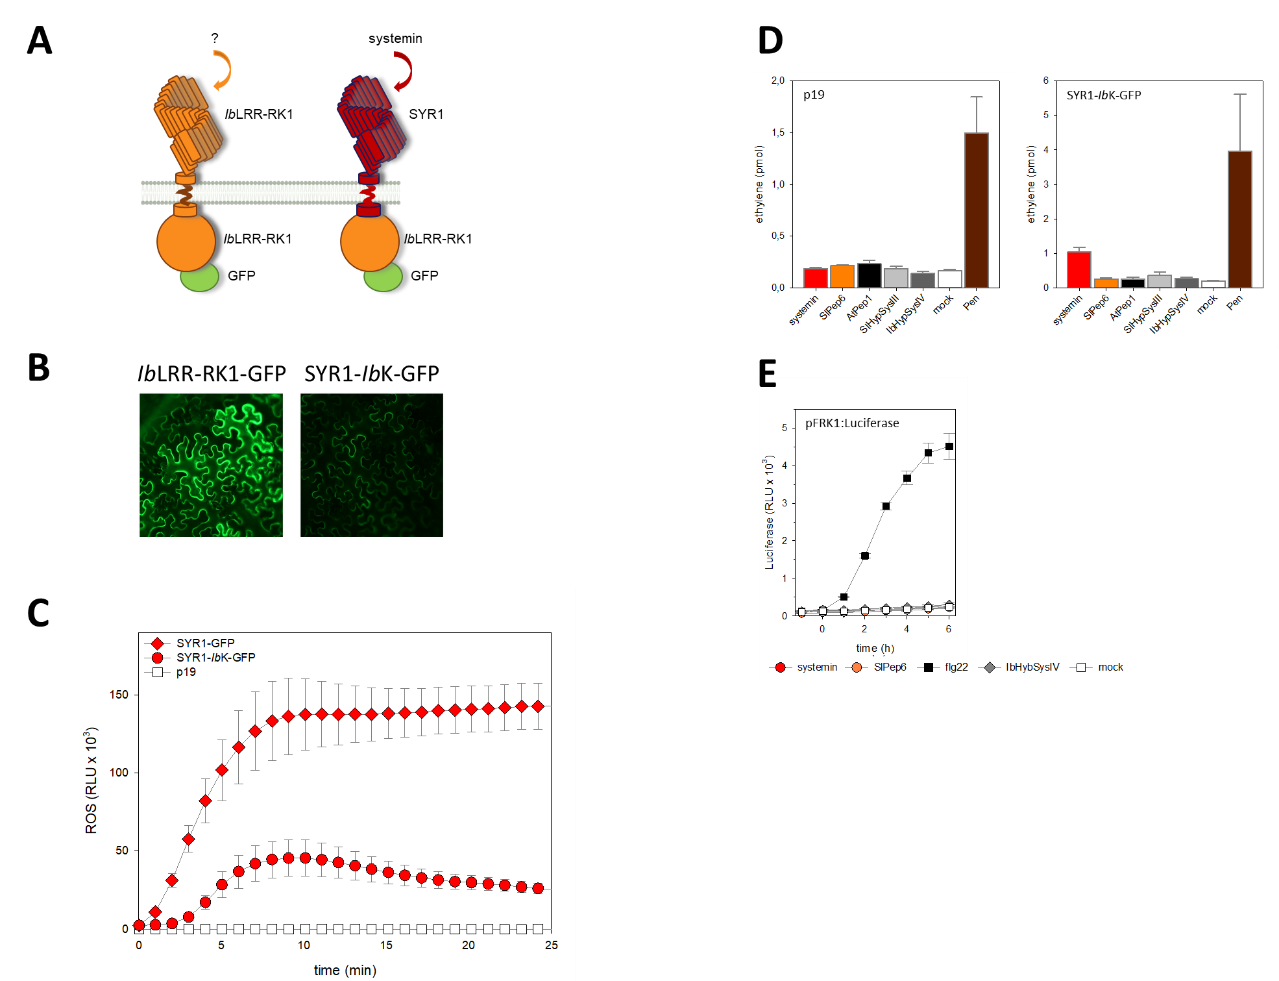 A
?
systemin
IbLRR-RK1
SYR1
IbLRR-RK1
IbLRR-RK1
GFP
GFP
B
IbLRR-RK1-GFP
SYR1-IbK-GFP
C
SYR1-GFP
SYR1-IbK-GFP
p19
150
100
50
0
ROS (RLU x 10³)
0 5 10 15 20 25
time (min)
D
2,0
1,5
1,0
0,5
0,0
ethylene (pmol)
p19
systemin
SlPep6
AtPep1
SlHypSysIII
IbHypSysIV
mock
Pen
6
5
4
3
2
1
0
ethylene (pmol)
SYR1-IbK-GFP
systemin
SlPep6
AtPep1
SlHypSysIII
IbHypSysIV
mock
Pen
E
pFRK1:Luciferase
5
4
3
2
1
0
Luciferase (RLU x 10³)
0 2 4 6
time (h)
systemin
SlPep6
flg22
IbHybSysIV
mock